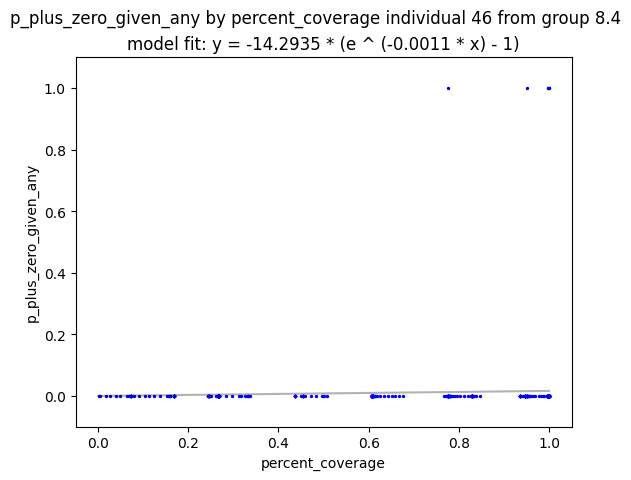 p_plus_zero_given_any by percent_coverage individual 46 from group 8.4
model fit: y = -14.2935 * (e ^ (-0.0011 * x) - 1)
1.0
0.8
0.6
0.4
0.2
0.0
p_plus_zero_given_any
0.0 0.2 0.4 0.6 0.8 1.0
percent_coverage